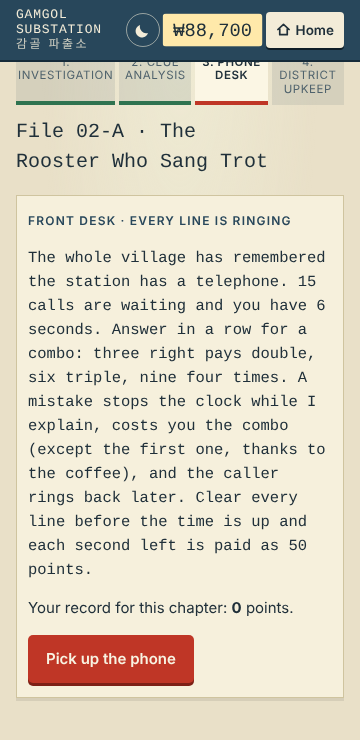 GAMGOL
SUBSTATION
감골 파출소
₩88,700
Home
1.
INVESTIGATION
2. CLUE
ANALYSIS
3. PHONE
DESK
4.
DISTRICT
UPKEEP
File 02-A · The
Rooster Who Sang Trot
FRONT DESK · EVERY LINE IS RINGING
The whole village has remembered
the station has a telephone. 15
calls are waiting and you have 6
seconds. Answer in a row for a
combo: three right pays double,
six triple, nine four times. A
mistake stops the clock while I
explain, costs you the combo
(except the first one, thanks to
the coffee), and the caller
rings back later. Clear every
line before the time is up and
each second left is paid as 50
points.
Your record for this chapter: 0 points.
Pick up the phone